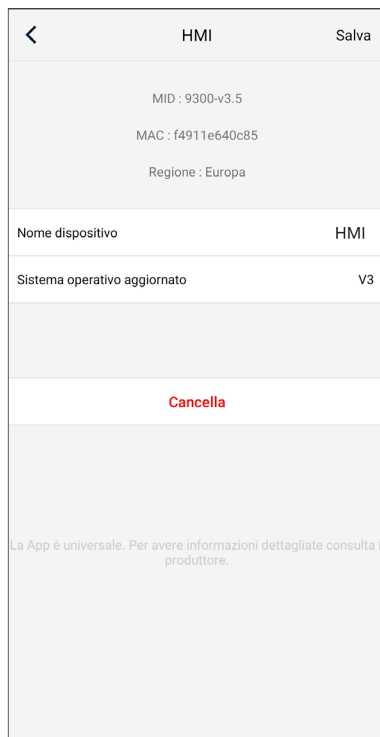 HMI
Salva
MID : 9300-v3.5
MAC : f4911e640c85
Regione : Europa
Nome dispositivo HMI
Sistema operativo aggiornato V3
Cancella
La App è universale. Per avere informazioni dettagliate consulta i
produttore.